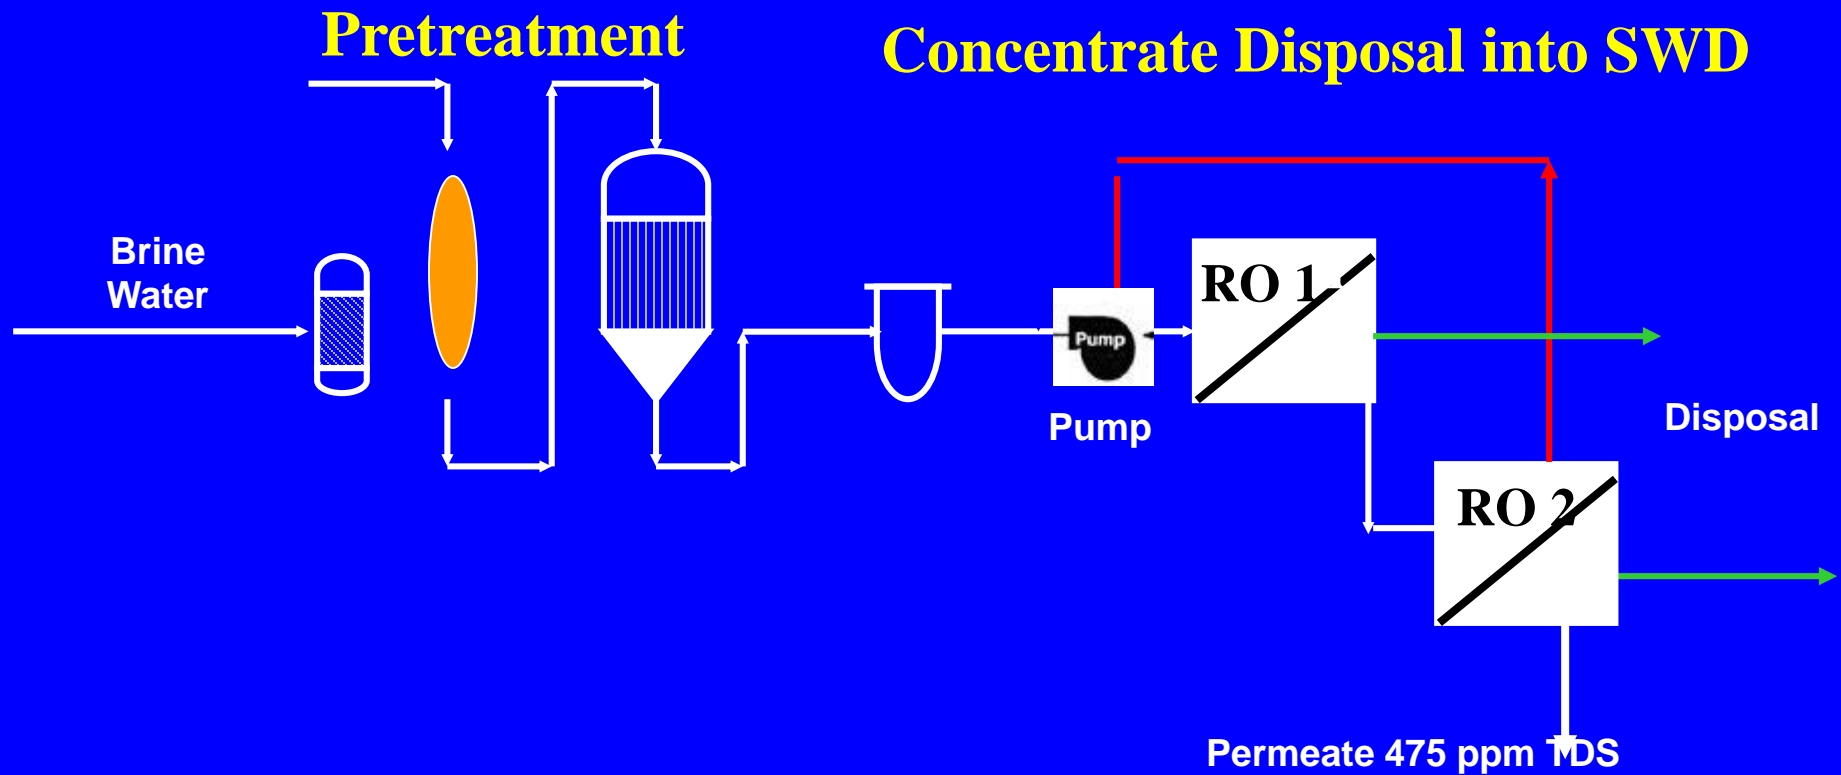 Pretreatment
Concentrate Disposal into SWD
Brine
Water
RO 1
Pump
Pump
Disposal
RO 2
Permeate 475 ppm TDS